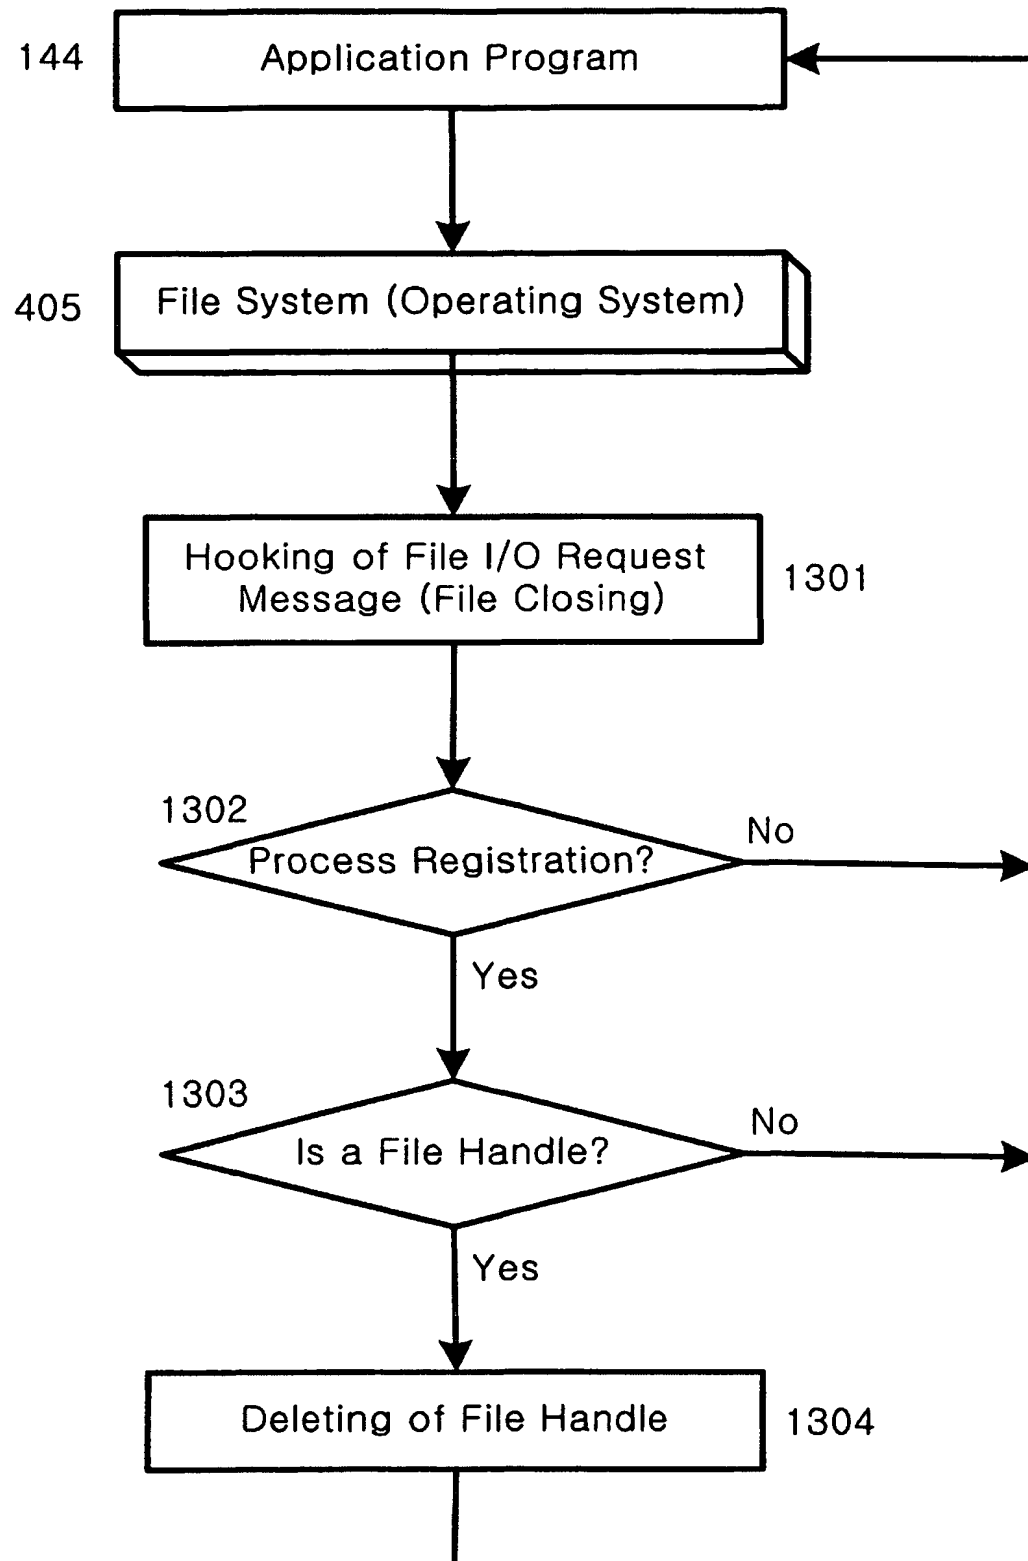 144
Application Program
405
File System (Operating System)
Hooking of File I/O Request
Message (File Closing)
1301
1302
Process Registration?
No
Yes
1303
Is a File Handle?
No
Yes
Deleting of File Handle
1304